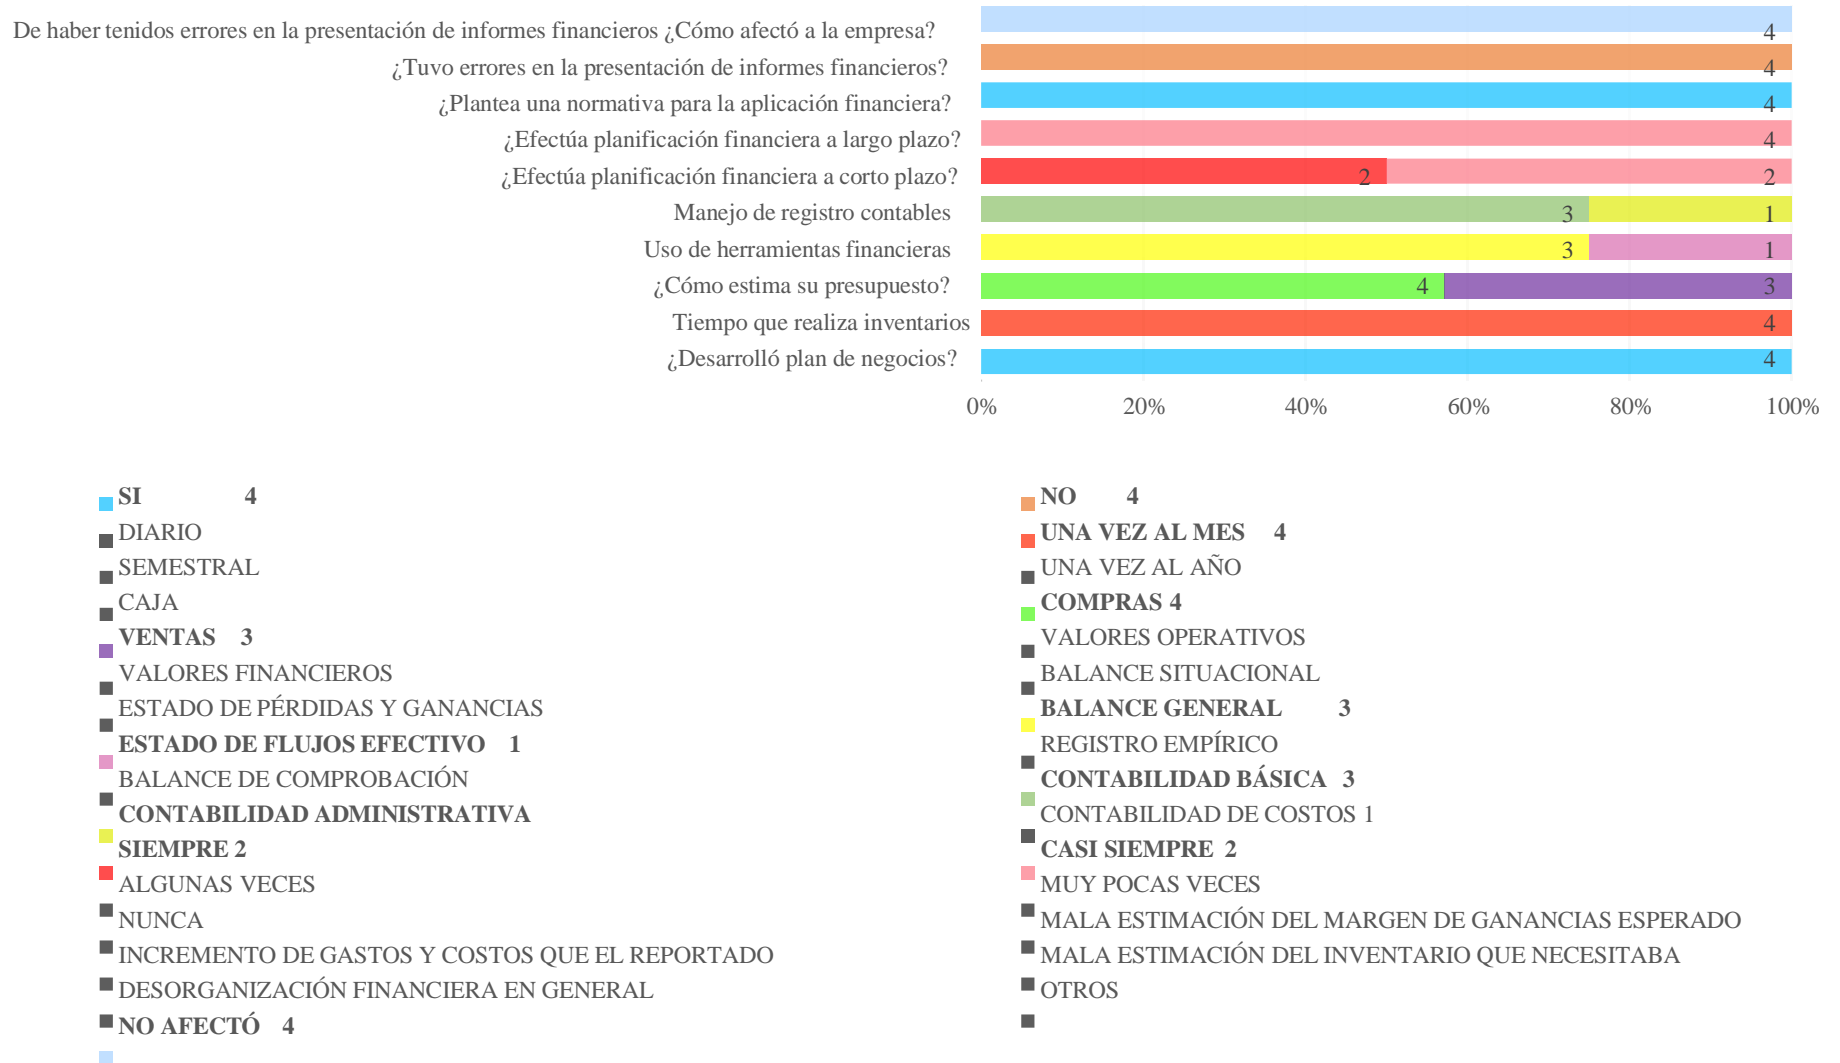 De haber tenidos errores en la presentación de informes financieros ¿Cómo afectó a la empresa? 4
¿Tuvo errores en la presentación de informes financieros? 4
¿Plantea una normativa para la aplicación financiera? 4
¿Efectúa planificación financiera a largo plazo? 4
¿Efectúa planificación financiera a corto plazo? 2 2
Manejo de registro contables 3 1
Uso de herramientas financieras 3 1
¿Cómo estima su presupuesto? 4 3
Tiempo que realiza inventarios 4
¿Desarrolló plan de negocios? 4
0% 20% 40% 60% 80% 100%
SI 4 NO 4
DIARIO UNA VEZ AL MES 4
SEMESTRAL UNA VEZ AL AÑO
CAJA COMPRAS 4
VENTAS 3 VALORES OPERATIVOS
VALORES FINANCIEROS BALANCE SITUACIONAL
ESTADO DE PÉRDIDAS Y GANANCIAS BALANCE GENERAL 3
ESTADO DE FLUJOS EFECTIVO 1 REGISTRO EMPÍRICO
BALANCE DE COMPROBACIÓN CONTABILIDAD BÁSICA 3
CONTABILIDAD ADMINISTRATIVA CONTABILIDAD DE COSTOS 1
SIEMPRE 2 CASI SIEMPRE 2
ALGUNAS VECES MUY POCAS VECES
NUNCA MALA ESTIMACIÓN DEL MARGEN DE GANANCIAS ESPERADO
INCREMENTO DE GASTOS Y COSTOS QUE EL REPORTADO MALA ESTIMACIÓN DEL INVENTARIO QUE NECESITABA
DESORGANIZACIÓN FINANCIERA EN GENERAL OTROS
NO AFECTÓ 4